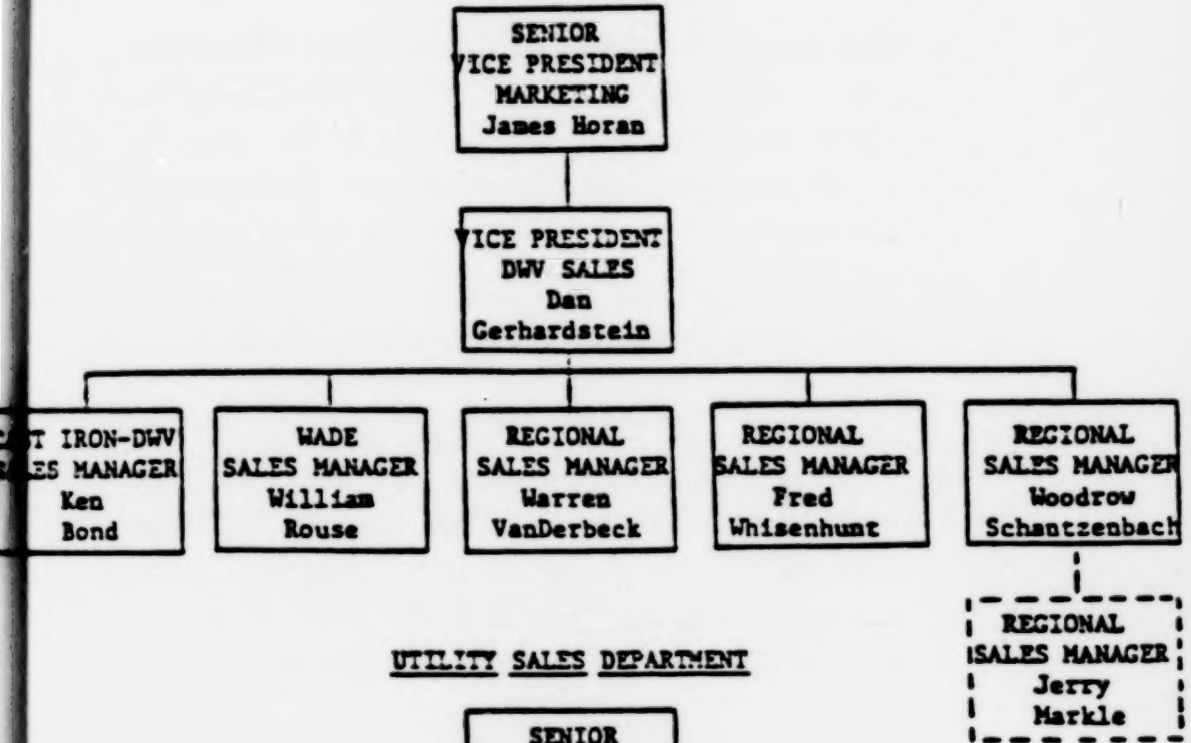 SENIOR
VICE PRESIDENT
MARKETING
James Horan
VICE PRESIDENT
DWV SALES
Dan
Gerhardstein
IRON-DWV
MANAGER
Ken
Bond
WADE
SALES MANAGER
William
Rouse
REGIONAL
SALES MANAGER
Warren
VanDerbeck
REGIONAL
SALES MANAGER
Fred
Whisenhunt
REGIONAL
SALES MANAGER
Woodrow
Schantzenbach
REGIONAL
SALES MANAGER
Jerry
Markle
UTILITY SALES DEPARTMENT
SENIOR